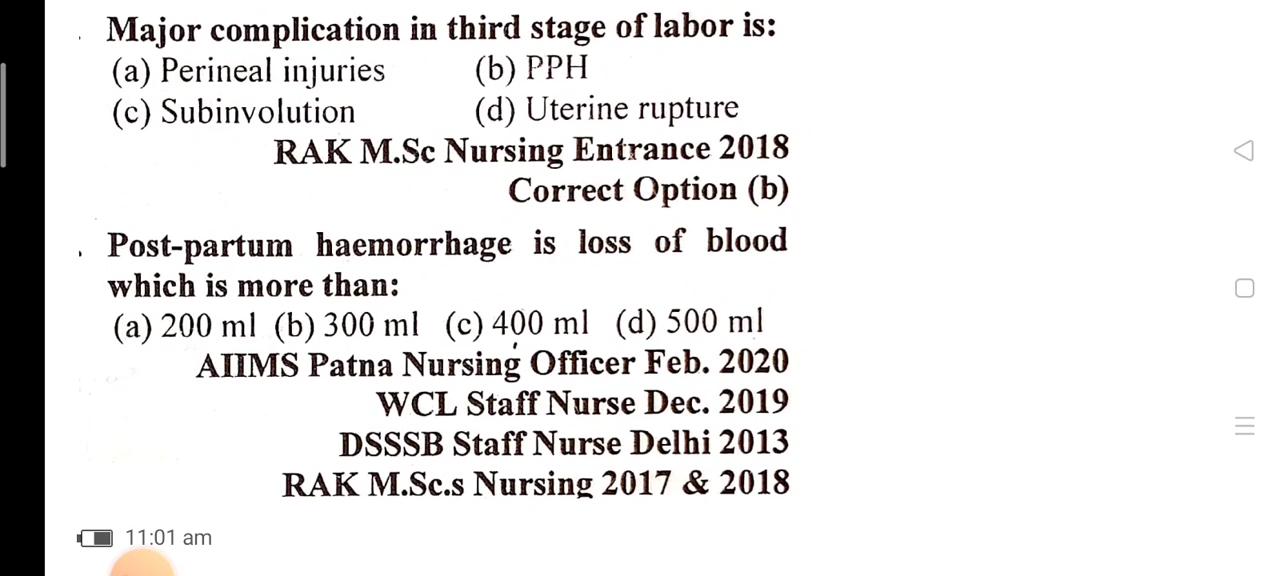 . Major complication in third stage of labor is:
(a) Perineal injuries (b) PPH
(c) Subinvolution (d) Uterine rupture
RAK M.Sc Nursing Entrance 2018
Correct Option (b)
. Post-partum haemorrhage is loss of blood
which is more than:
(a) 200 ml (b) 300 ml (c) 400 ml (d) 500 ml
AIIMS Patna Nursing Officer Feb. 2020
WCL Staff Nurse Dec. 2019
DSSSB Staff Nurse Delhi 2013
RAK M.Sc.s Nursing 2017 & 2018
11:01 am